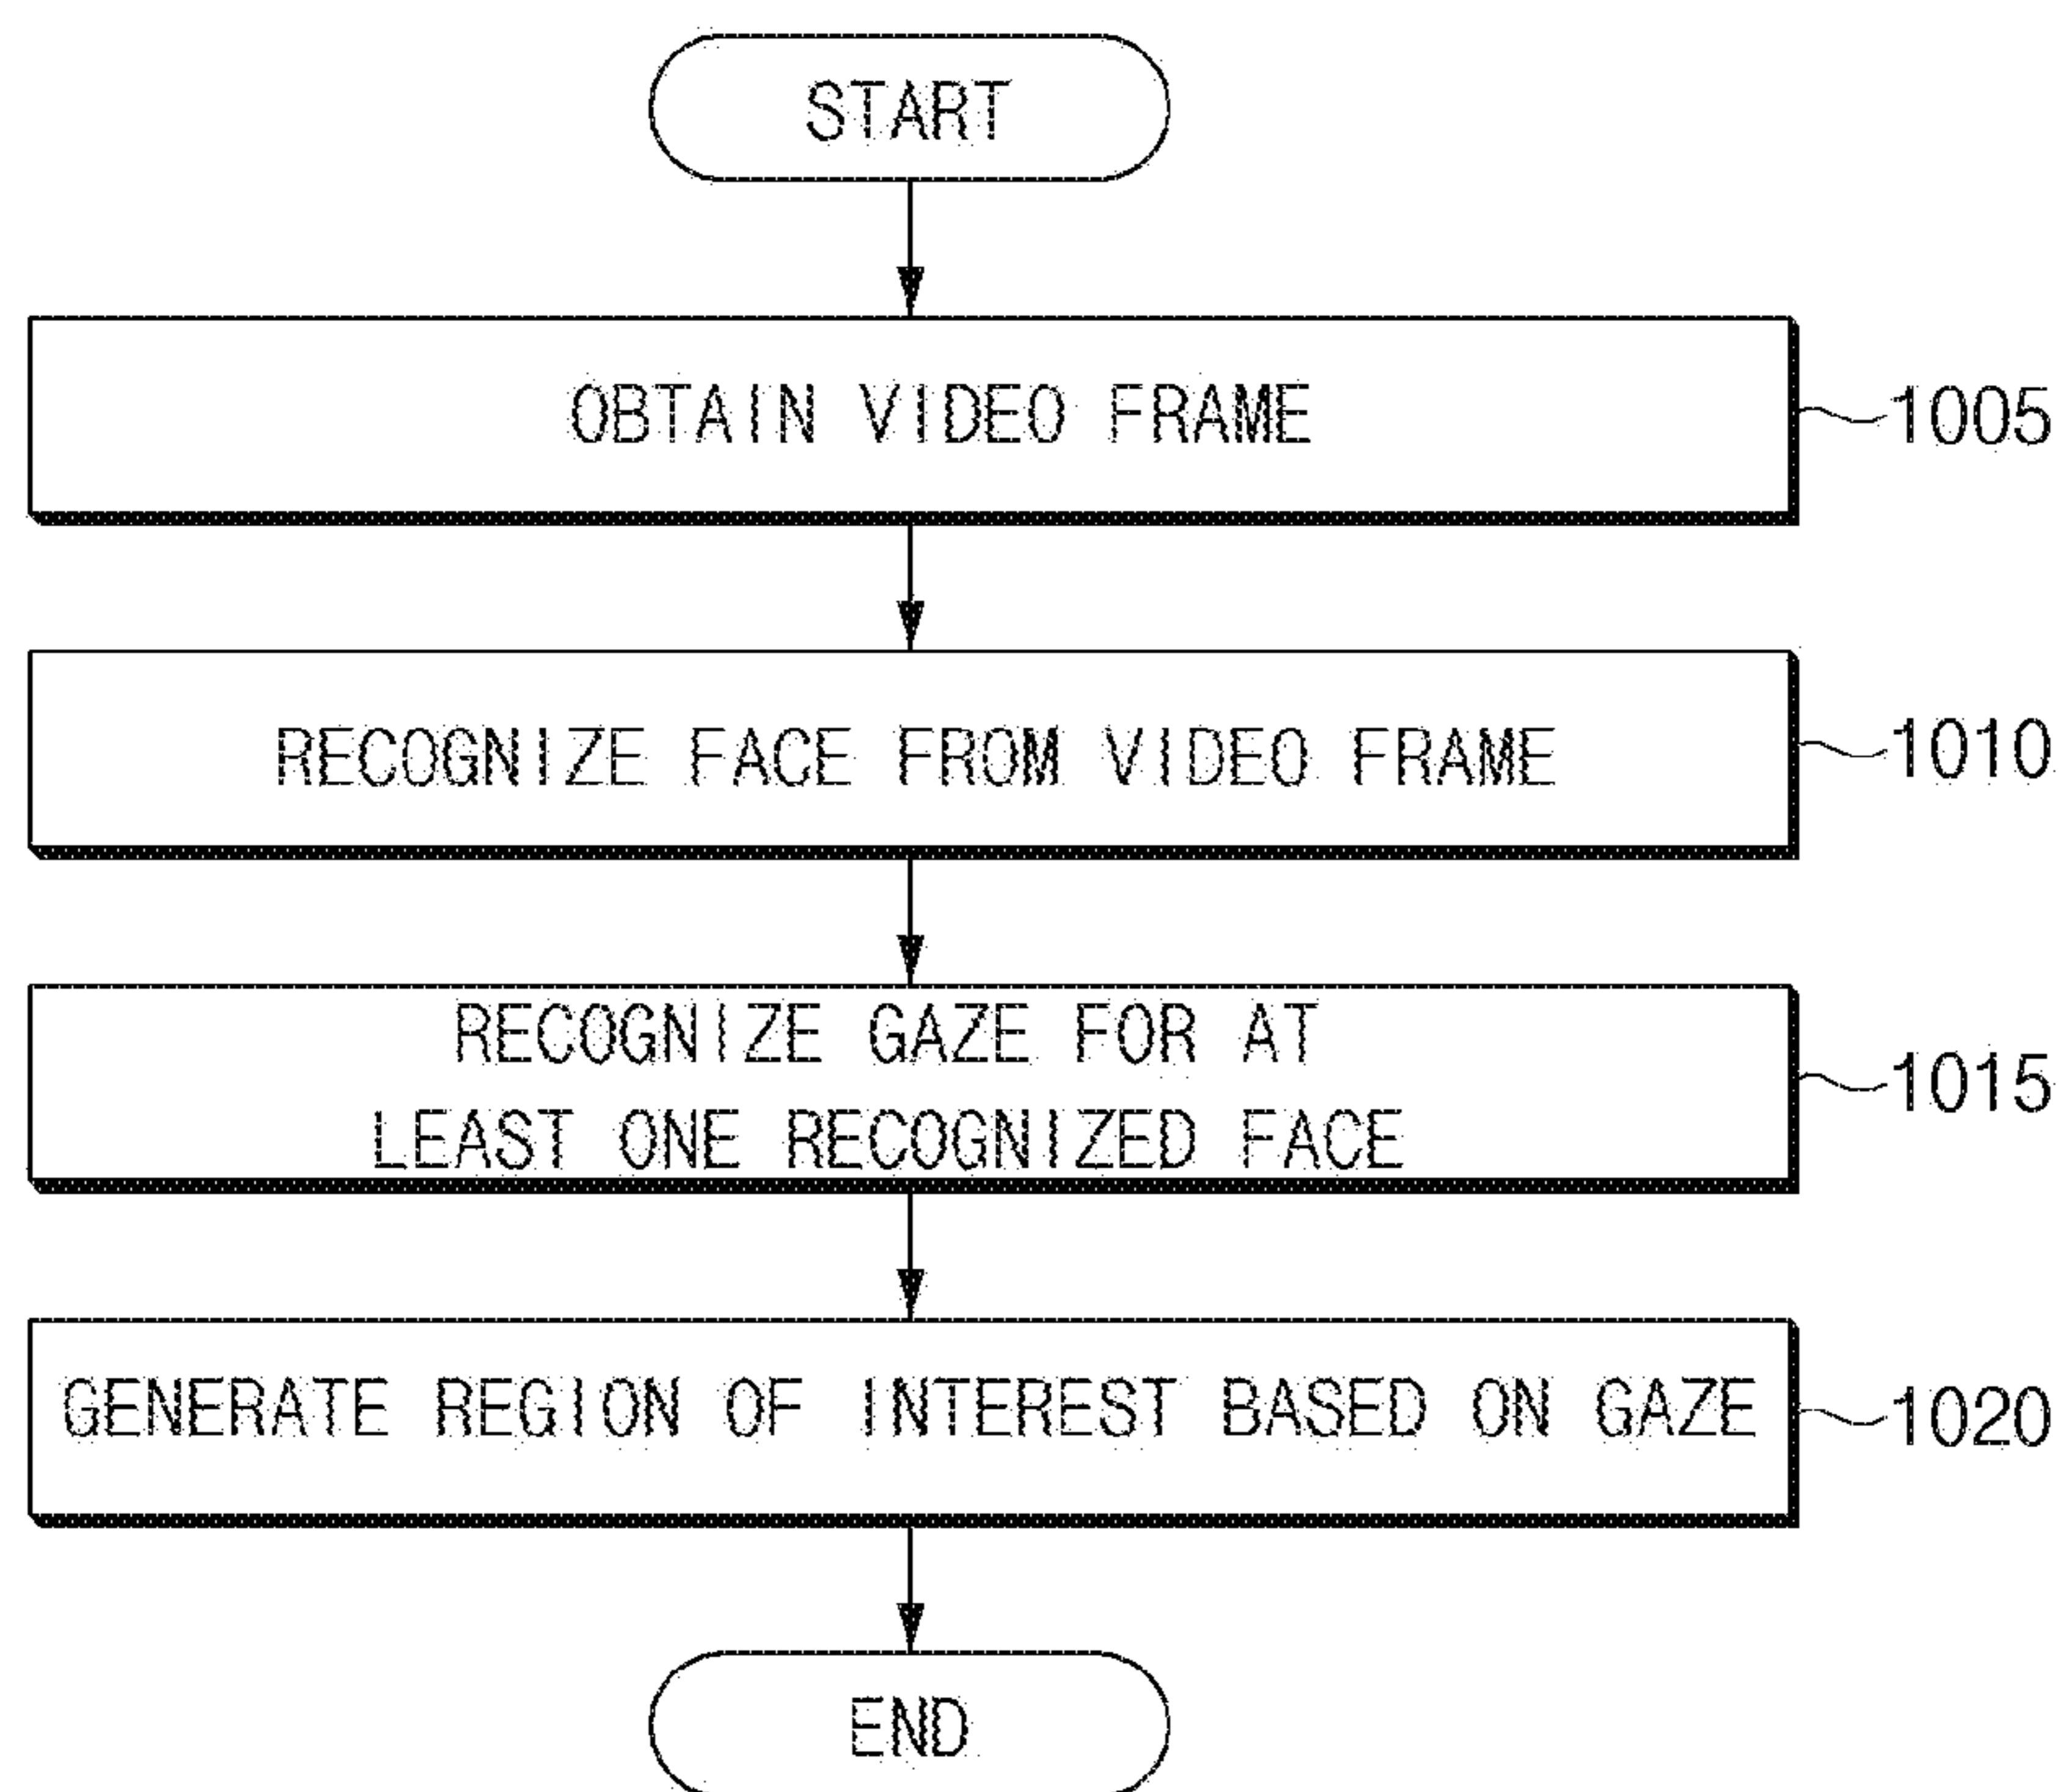 START
OBTAIN VIDEO FRAME
1005
RECOGNIZE FACE FROM VIDEO FRAME
1010
RECOGNIZE GAZE FOR AT
LEAST ONE RECOGNIZED FACE
1015
GENERATE REGION OF INTEREST BASED ON GAZE
1020
END